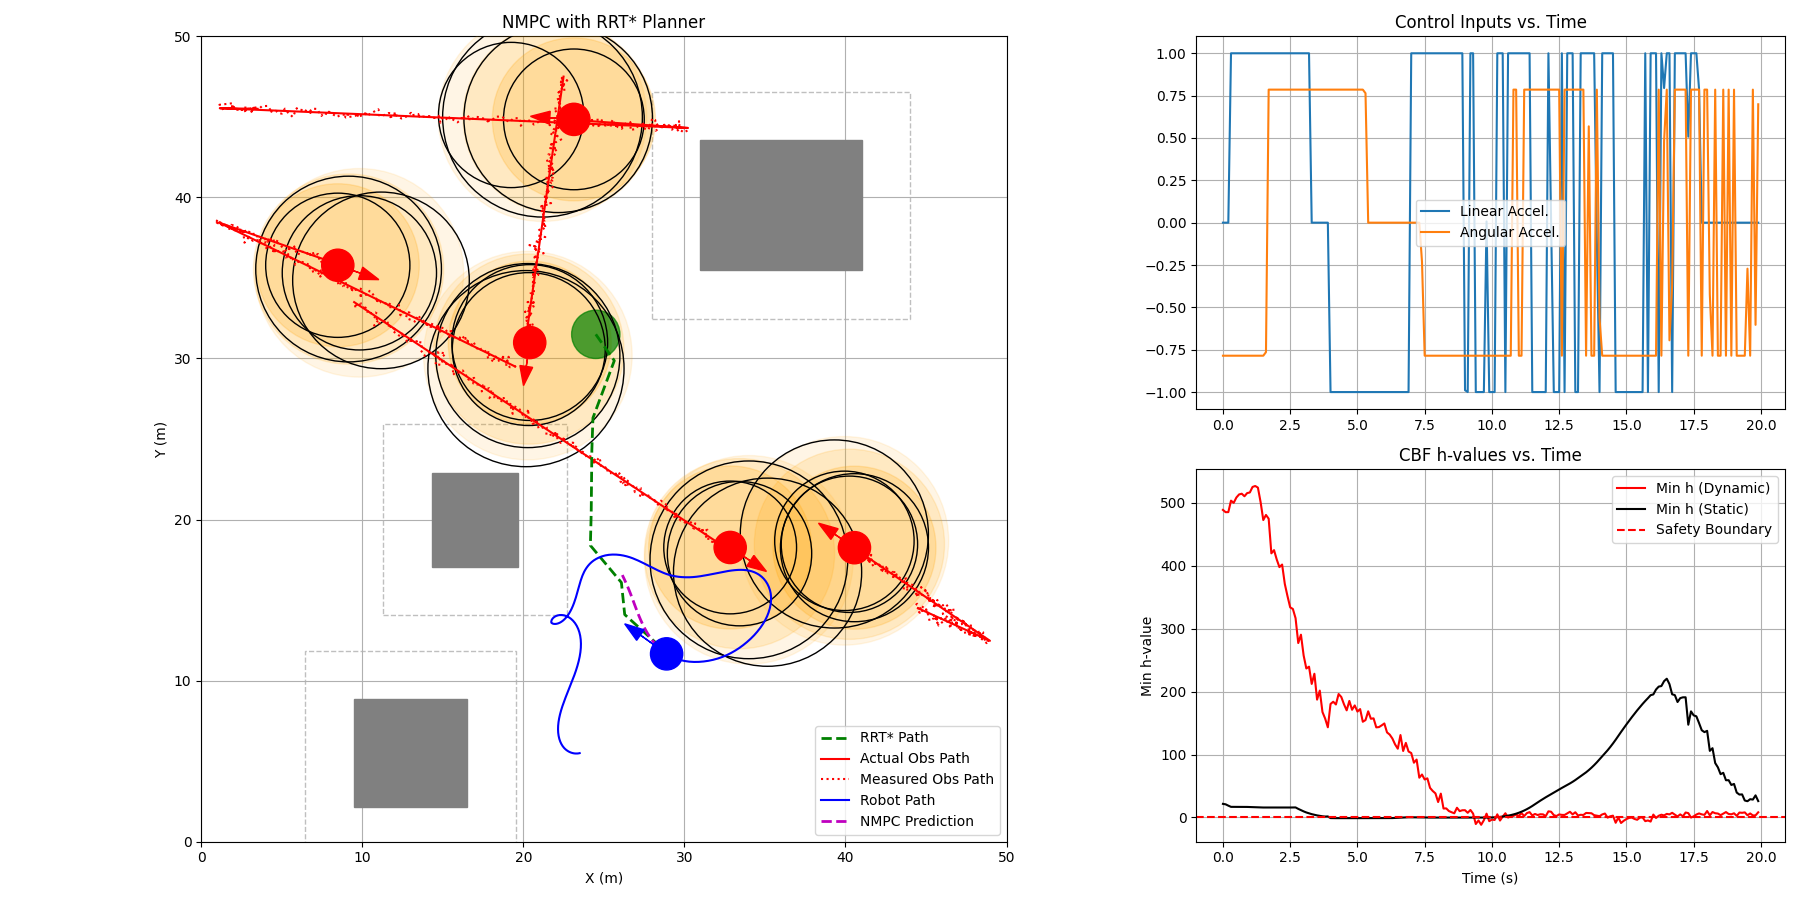 NMPC with RRT* Planner
50
40
30
20
10
0
Y (m)
0 10 20 30 40 50
X (m)
RRT* Path
Actual Obs Path
Measured Obs Path
Robot Path
NMPC Prediction
Control Inputs vs. Time
1.00
0.75
0.50
0.25
0.00
−0.25
−0.50
−0.75
−1.00
Linear Accel.
Angular Accel.
0.0 2.5 5.0 7.5 10.0 12.5 15.0 17.5 20.0
CBF h-values vs. Time
500
400
300
200
100
0
Min h-value
Min h (Dynamic)
Min h (Static)
Safety Boundary
0.0 2.5 5.0 7.5 10.0 12.5 15.0 17.5 20.0
Time (s)